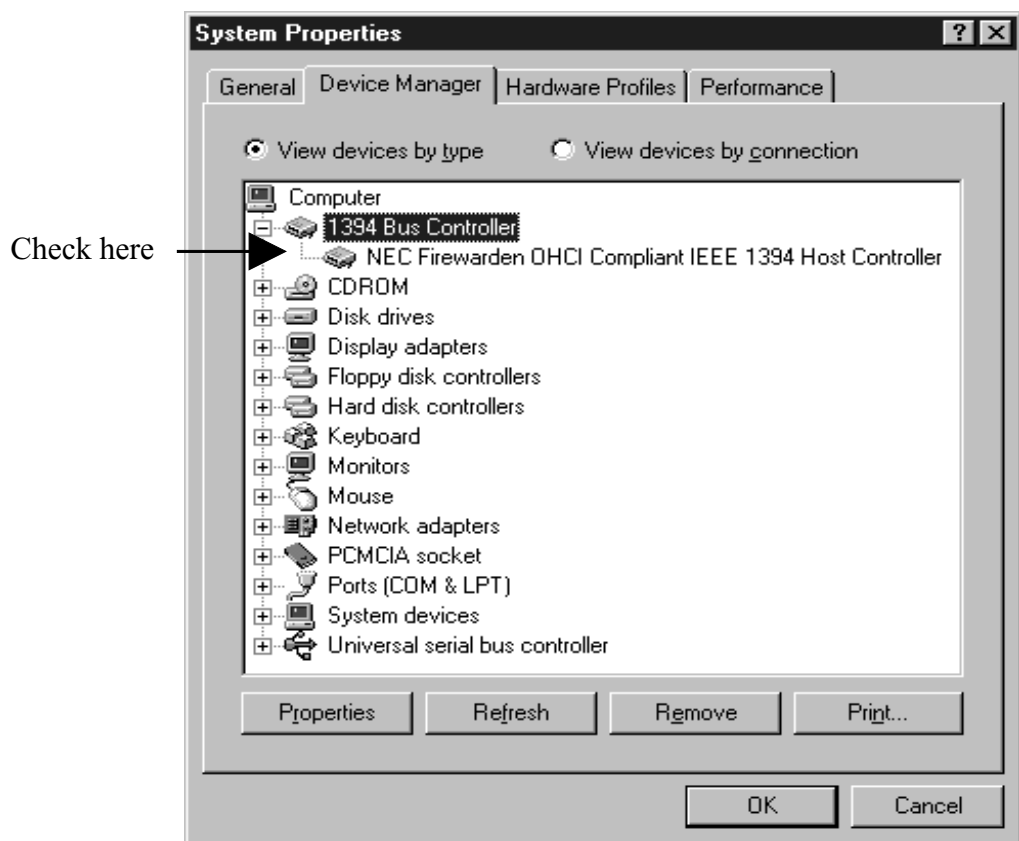 System Properties
General Device Manager Hardware Profiles Performance
View devices by type View devices by connection
Computer
1394 Bus Controller
Check here
NEC Firewarden OHCI Compliant IEEE 1394 Host Controller
CDROM
Disk drives
Display adapters
Floppy disk controllers
Hard disk controllers
Keyboard
Monitors
Mouse
Network adapters
PCMCIA socket
Ports (COM & LPT)
System devices
Universal serial bus controller
Properties Refresh Remove Print...
OK Cancel